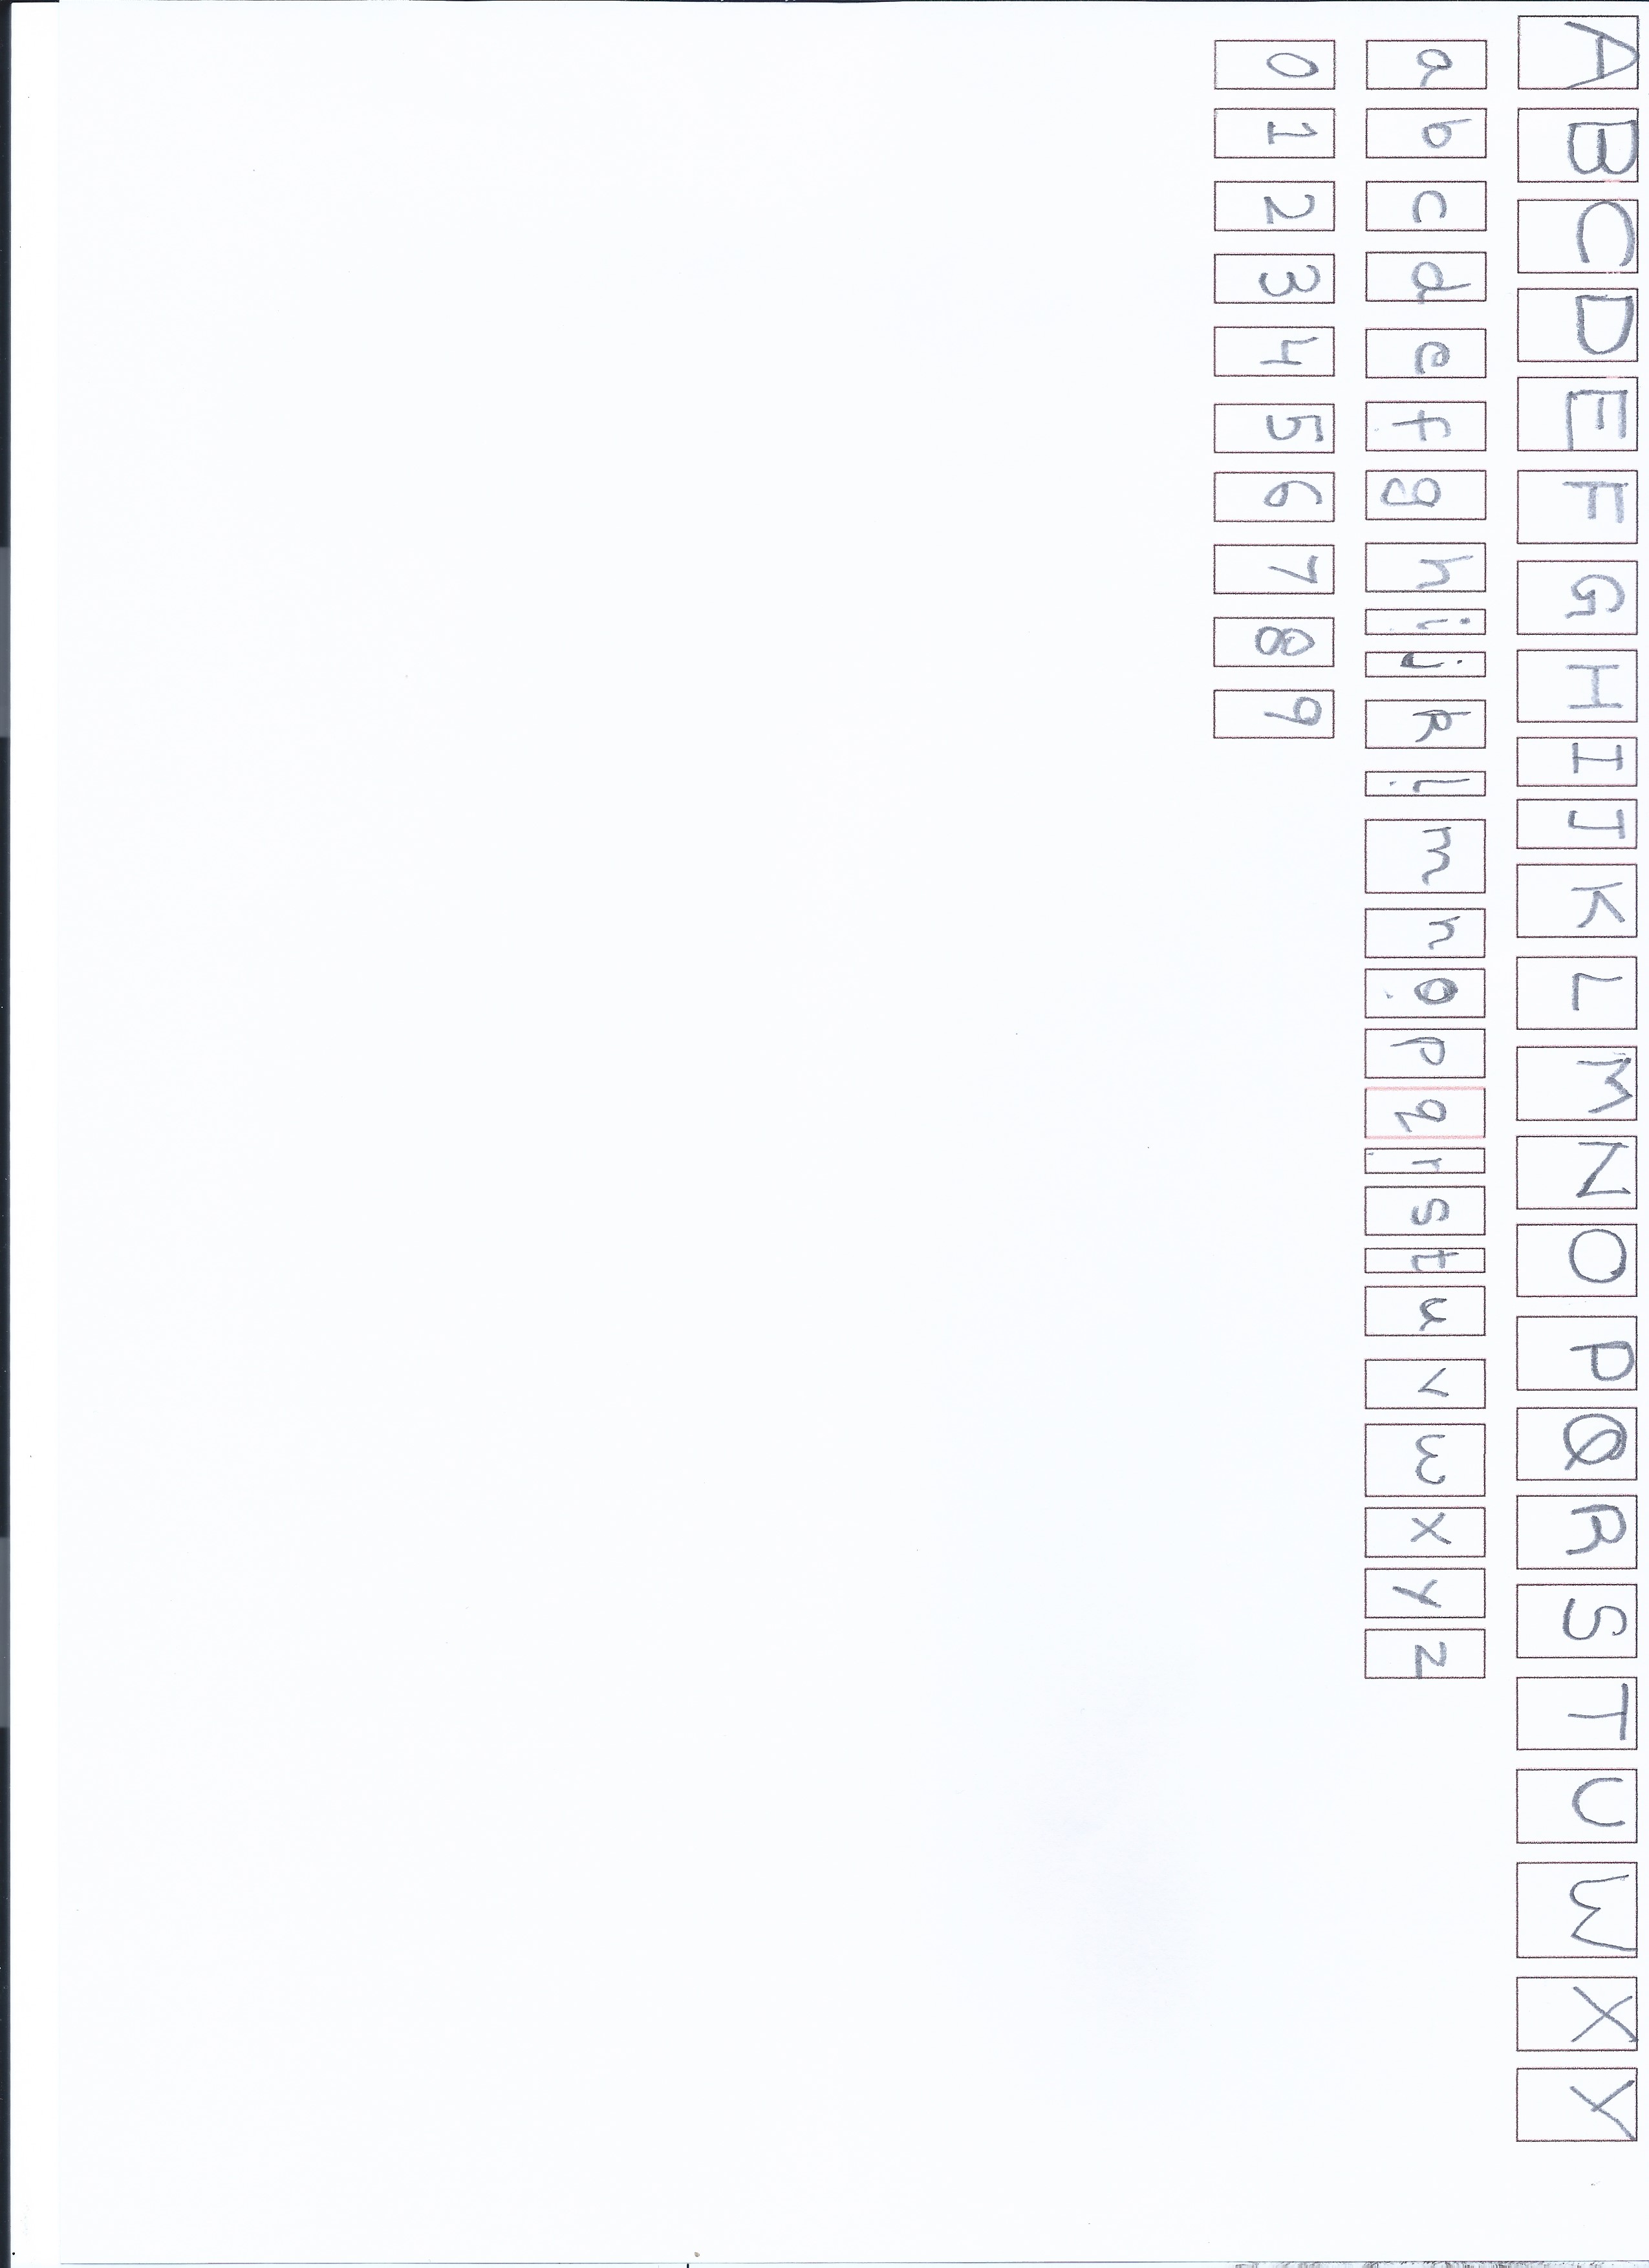 A B C D E F G H I J K L M N O P Q R S T U W X Y
a b c d e f g h i j k l m n o p q r s t u v w x y z
0 1 2 3 4 5 6 7 8 9